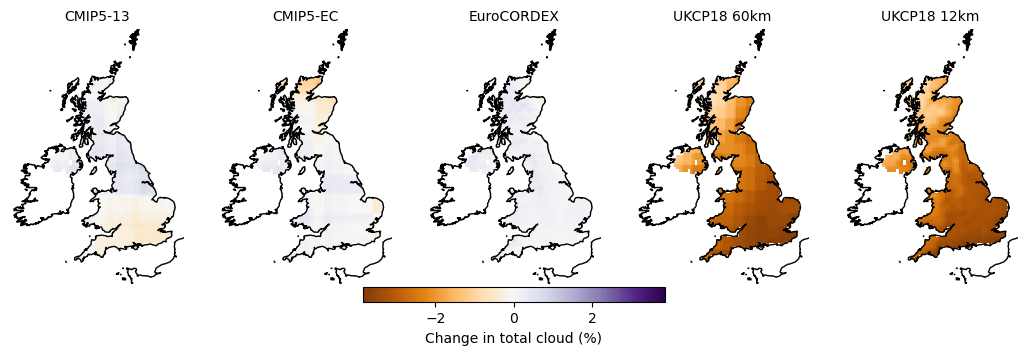 CMIP5-13 CMIP5-EC EuroCORDEX UKCP18 60km UKCP18 12km
−2 0 2
Change in total cloud (%)